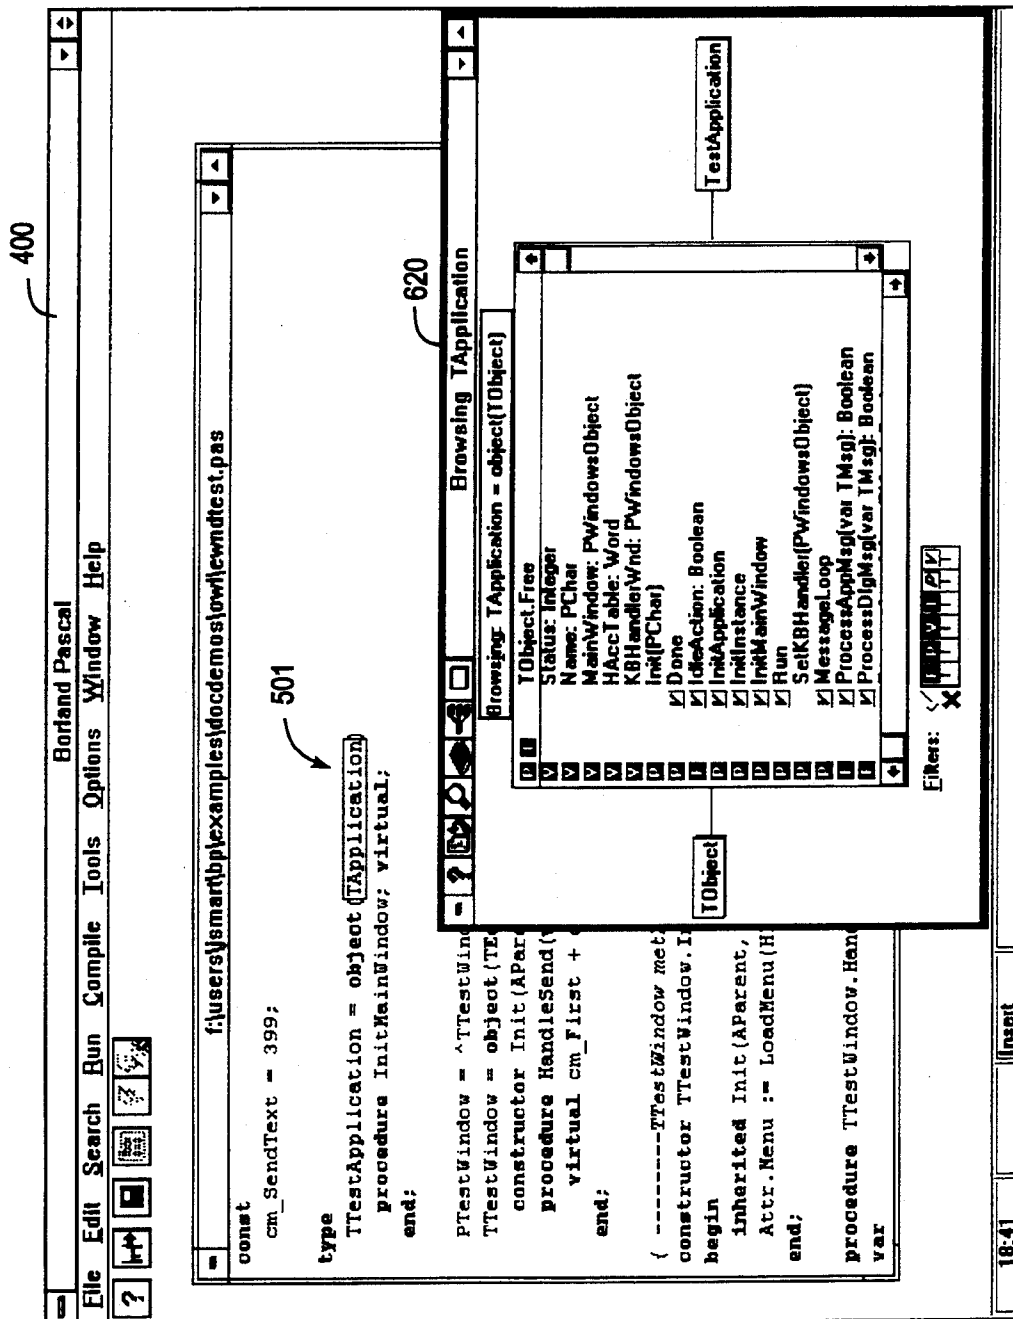 400
Borland Pascal
File Edit Search Run Compile Tools Options Window Help
?
f:\users\jsmart\bp\examples\docdemos\owl\ewndtest.pas
const
cm_SendText = 399;
501
type
TTestApplication = object(TApplication)
procedure InitMainWindow; virtual;
end;
PTestWindow = ^TTestWind
TTestWindow = object(TE
constructor Init(APar
procedure HandleSend(v
virtual cm_First +
end;
{ --------TTestWindow met
constructor TTestWindow.I
begin
inherited Init(AParent,
Attr.Menu := LoadMenu(H
end;
procedure TTestWindow.Hand
var
18:41
Insert
620
Browsing TApplication
?
Browsing: TApplication = object(TObject)
TObject
TestApplication
TObject.Free
V Status: Integer
V Name: PChar
V MainWindow: PWindowsObject
V HAccTable: Word
V KBHandlerWnd: PWindowsObject
P Init(PChar)
P V Done
F V IdleAction: Boolean
P V InitApplication
P V InitInstance
P V InitMainWindow
P V Run
P SetKBHandler(PWindowsObject)
P V MessageLoop
F V ProcessAppMsg(var TMsg): Boolean
F V ProcessDlgMsg(var TMsg): Boolean
Filters: